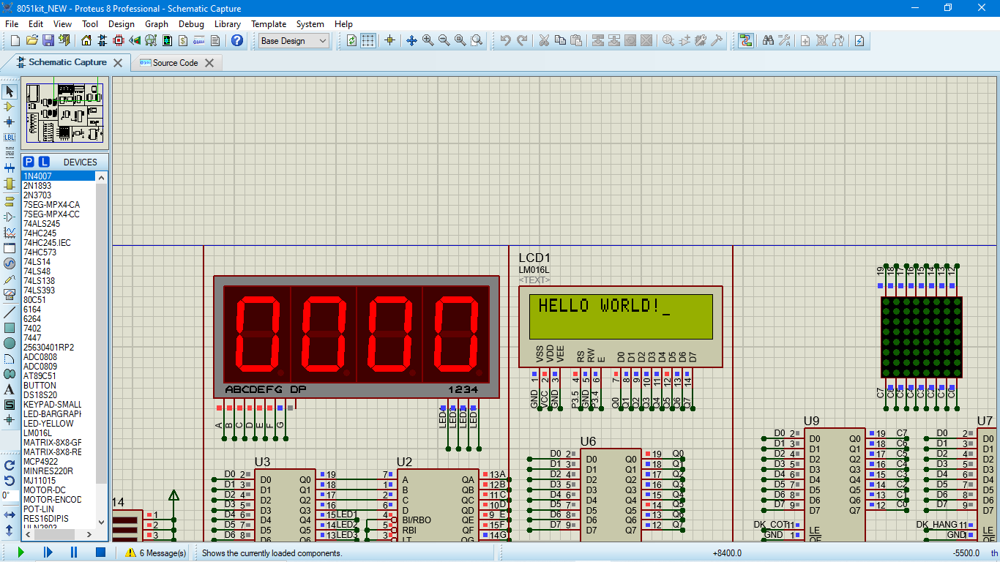 8051kit_NEW - Proteus 8 Professional - Schematic Capture
File Edit View Tool Design Graph Debug Library Template System Help
Base Design
Schematic Capture
Source Code
P L DEVICES
1N4007
2N1893
2N3703
7SEG-MPX4-CA
7SEG-MPX4-CC
74ALS245
74HC245
74HC245.IEC
74HC573
74LS14
74LS48
74LS138
74LS393
80C51
6164
6264
7402
7447
25630401RP2
ADC0808
ADC0809
AT89C51
BUTTON
DS18S20
KEYPAD-SMALL
LED-BARGRAPH
LED-YELLOW
LM016L
MATRIX-8X8-GF
MATRIX-8X8-RE
MCP4922
MINRES220R
MJ11015
MOTOR-DC
MOTOR-ENCOD
POT-LIN
RES16DIPIS
ULN2803
0°
LBL
0000
ABCDEFG DP
1234
A B C D E F G
LCD1
LM016L
<TEXT>
HELLO WORLD!_
VSS VDD VEE RS RW E D0 D1 D2 D3 D4 D5 D6 D7
1 2 3 4 5 6 7 8 9 10 11 12 13 14
GND VCC GND P3.5 GND P3.4 Q0 Q1 Q2 Q3 Q4 Q5 Q6 Q7
19 18 17 16 15 14 13 12
C7 C6 C5 C4 C3 C2 C1 C0
U3
D0 2 D0 Q0 19
D1 3 D1 Q1 18
D2 4 D2 Q2 17
D3 5 D3 Q3 16
D4 6 D4 Q4 15 LED1
D5 7 D5 Q5 14 LED2
D6 8 D6 Q6 13 LED3
U2
7 A QA 13 A
1 B QB 12 B
2 C QC 11 C
6 D QD 10 D
4 BI/RBO QE 9 E
5 RBI QF 15 F
3 LT QG 14 G
14
1
2
3
U6
D0 2 D0 Q0 19 Q0
D1 3 D1 Q1 18 Q1
D2 4 D2 Q2 17 Q2
D3 5 D3 Q3 16 Q3
D4 6 D4 Q4 15 Q4
D5 7 D5 Q5 14 Q5
D6 8 D6 Q6 13 Q6
D7 9 D7 Q7 12 Q7
U9
D0 2 D0 Q0 19 C7
D1 3 D1 Q1 18 C6
D2 4 D2 Q2 17 C5
D3 5 D3 Q3 16 C4
D4 6 D4 Q4 15 C3
D5 7 D5 Q5 14 C2
D6 8 D6 Q6 13 C1
D7 9 D7 Q7 12 C0
DK_COT 11 LE
GND 1 OE
U7
D0 2 D0
D1 3 D1
D2 4 D2
D3 5 D3
D4 6 D4
D5 7 D5
D6 8 D6
D7 9 D7
DK_HANG 11 LE
GND 1 OE
6 Message(s)
Shows the currently loaded components.
+8400.0
-5500.0
th